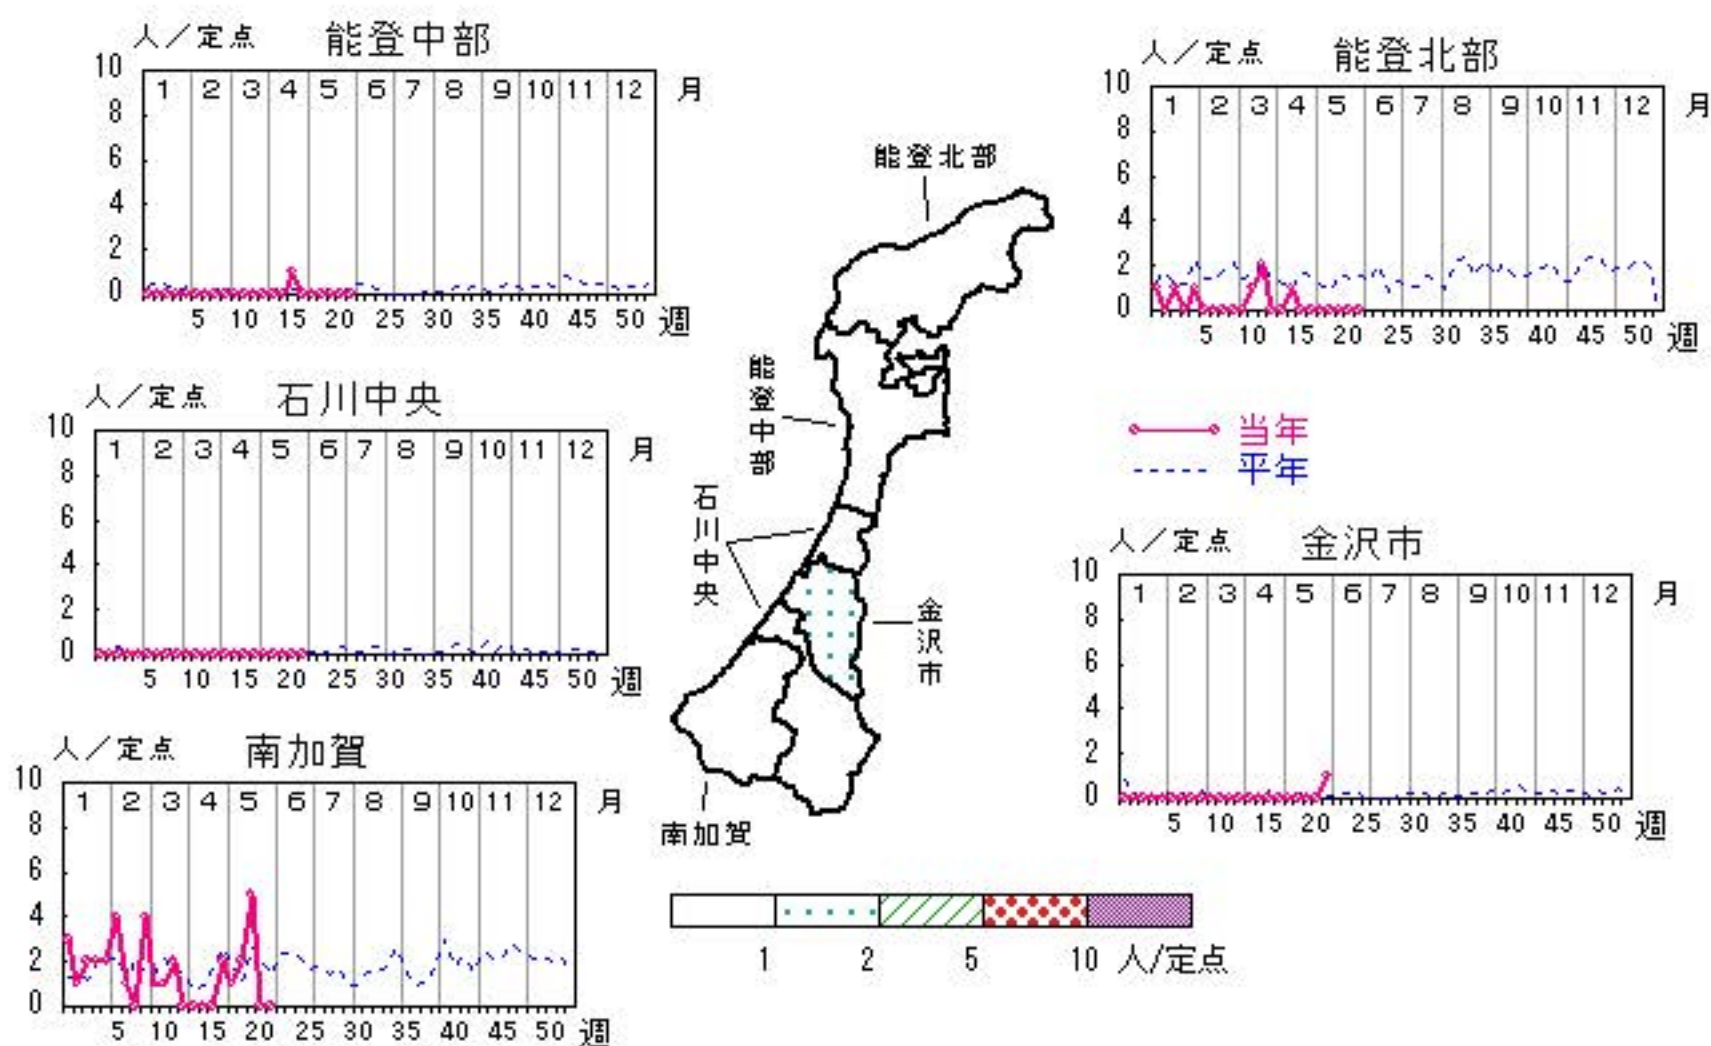 人／定点 能登中部
10 8 6 4 2 0
1 2 3 4 5 6 7 8 9 10 11 12 月
5 10 15 20 25 30 35 40 45 50 週
人／定点 能登北部
10 8 6 4 2 0
1 2 3 4 5 6 7 8 9 10 11 12 月
5 10 15 20 25 30 35 40 45 50 週
人／定点 石川中央
10 8 6 4 2 0
1 2 3 4 5 6 7 8 9 10 11 12 月
5 10 15 20 25 30 35 40 45 50 週
能登北部
能登中部
石川中央
金沢市
南加賀
当年
平年
人／定点 金沢市
10 8 6 4 2 0
1 2 3 4 5 6 7 8 9 10 11 12 月
5 10 15 20 25 30 35 40 45 50 週
人／定点 南加賀
10 8 6 4 2 0
1 2 3 4 5 6 7 8 9 10 11 12 月
5 10 15 20 25 30 35 40 45 50 週
1 2 5 10 人/定点